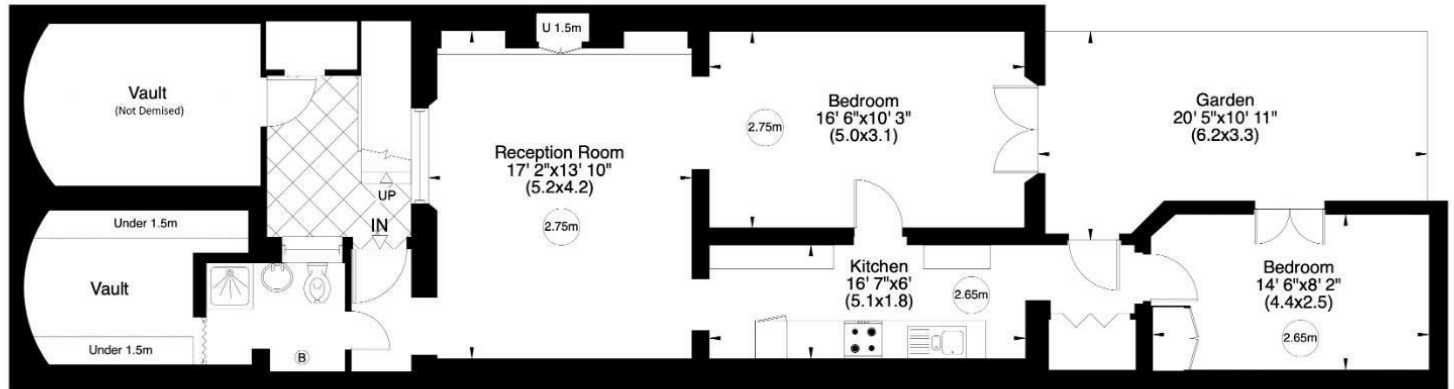 Vault
(Not Demised)
Under 1.5m
Vault
Under 1.5m
B
UP
IN
U 1.5m
Reception Room
17' 2"x13' 10"
(5.2x4.2)
2.75m
Bedroom
16' 6"x10' 3"
(5.0x3.1)
2.75m
Kitchen
16' 7"x6'
(5.1x1.8)
2.65m
Garden
20' 5"x10' 11"
(6.2x3.3)
Bedroom
14' 6"x8' 2"
(4.4x2.5)
2.65m